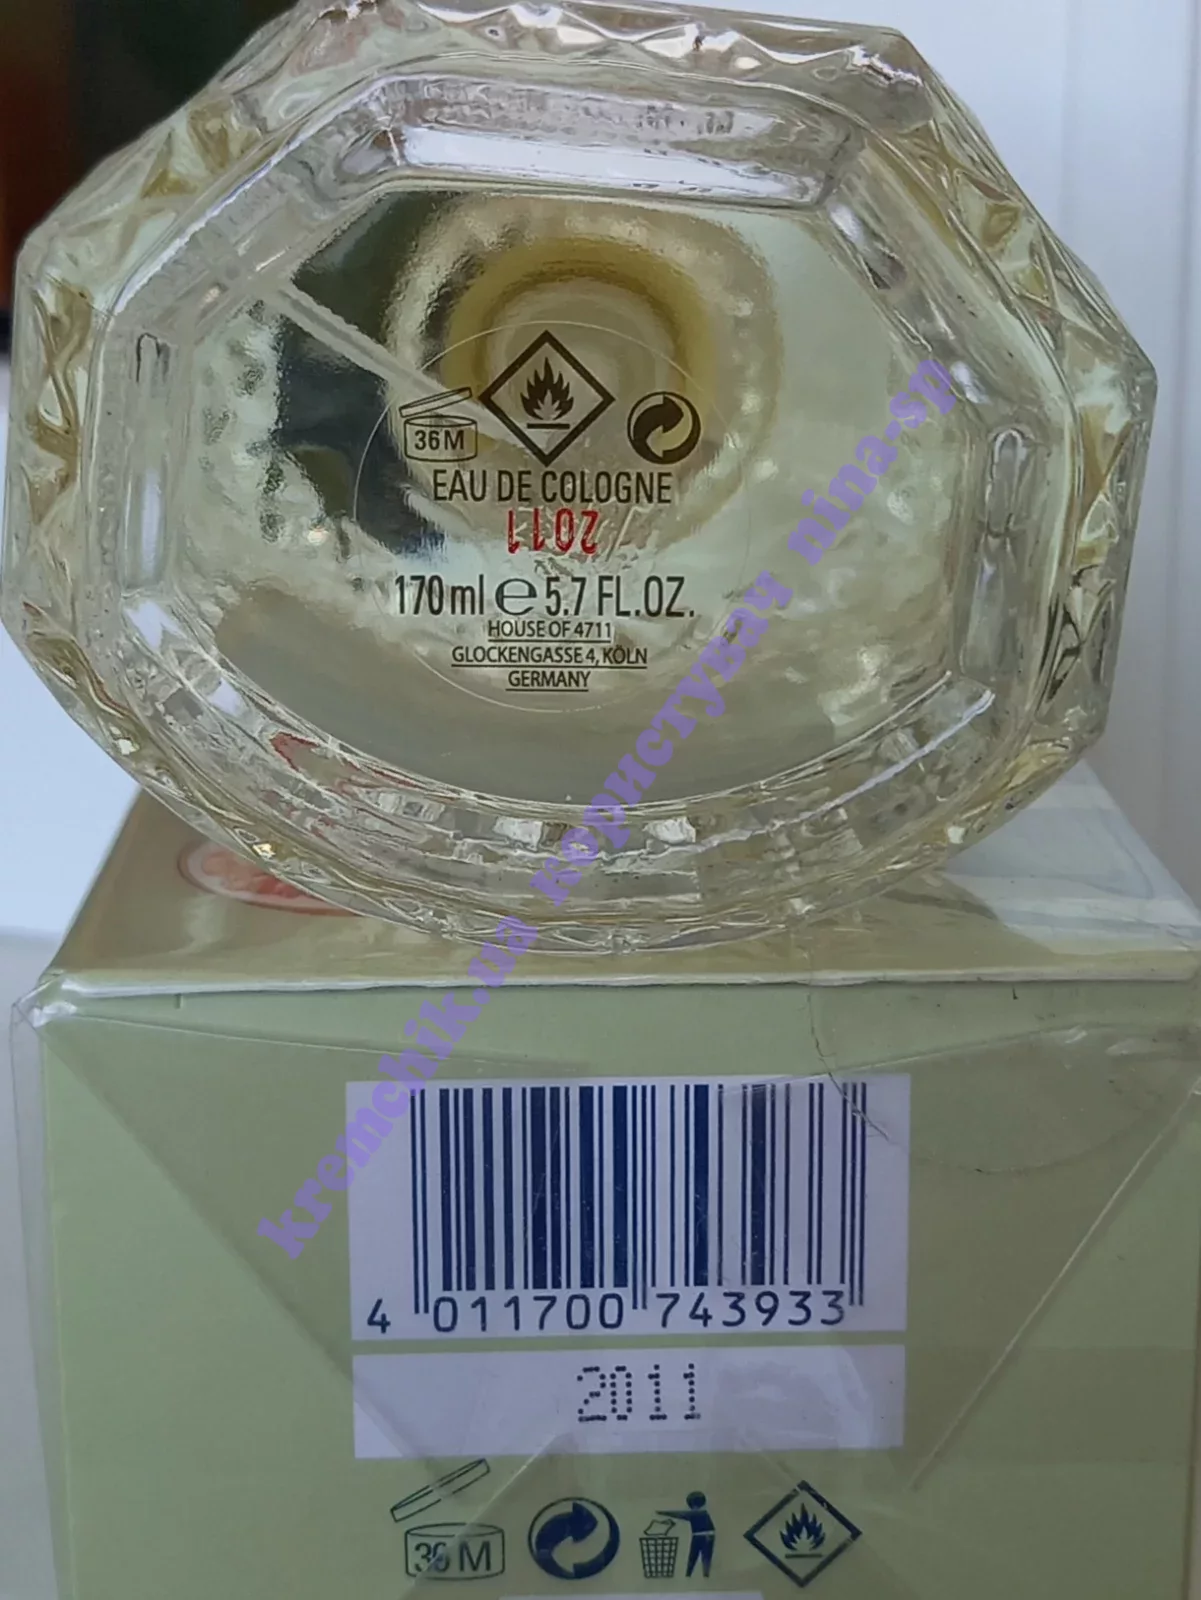 36M
EAU DE COLOGNE
2011
170ml ℮ 5.7 FL.OZ.
HOUSE OF 4711
GLOCKENGASSE 4, KÖLN
GERMANY
kremchik.ua користувач nina-sp
4 011700 743933
2011
36M